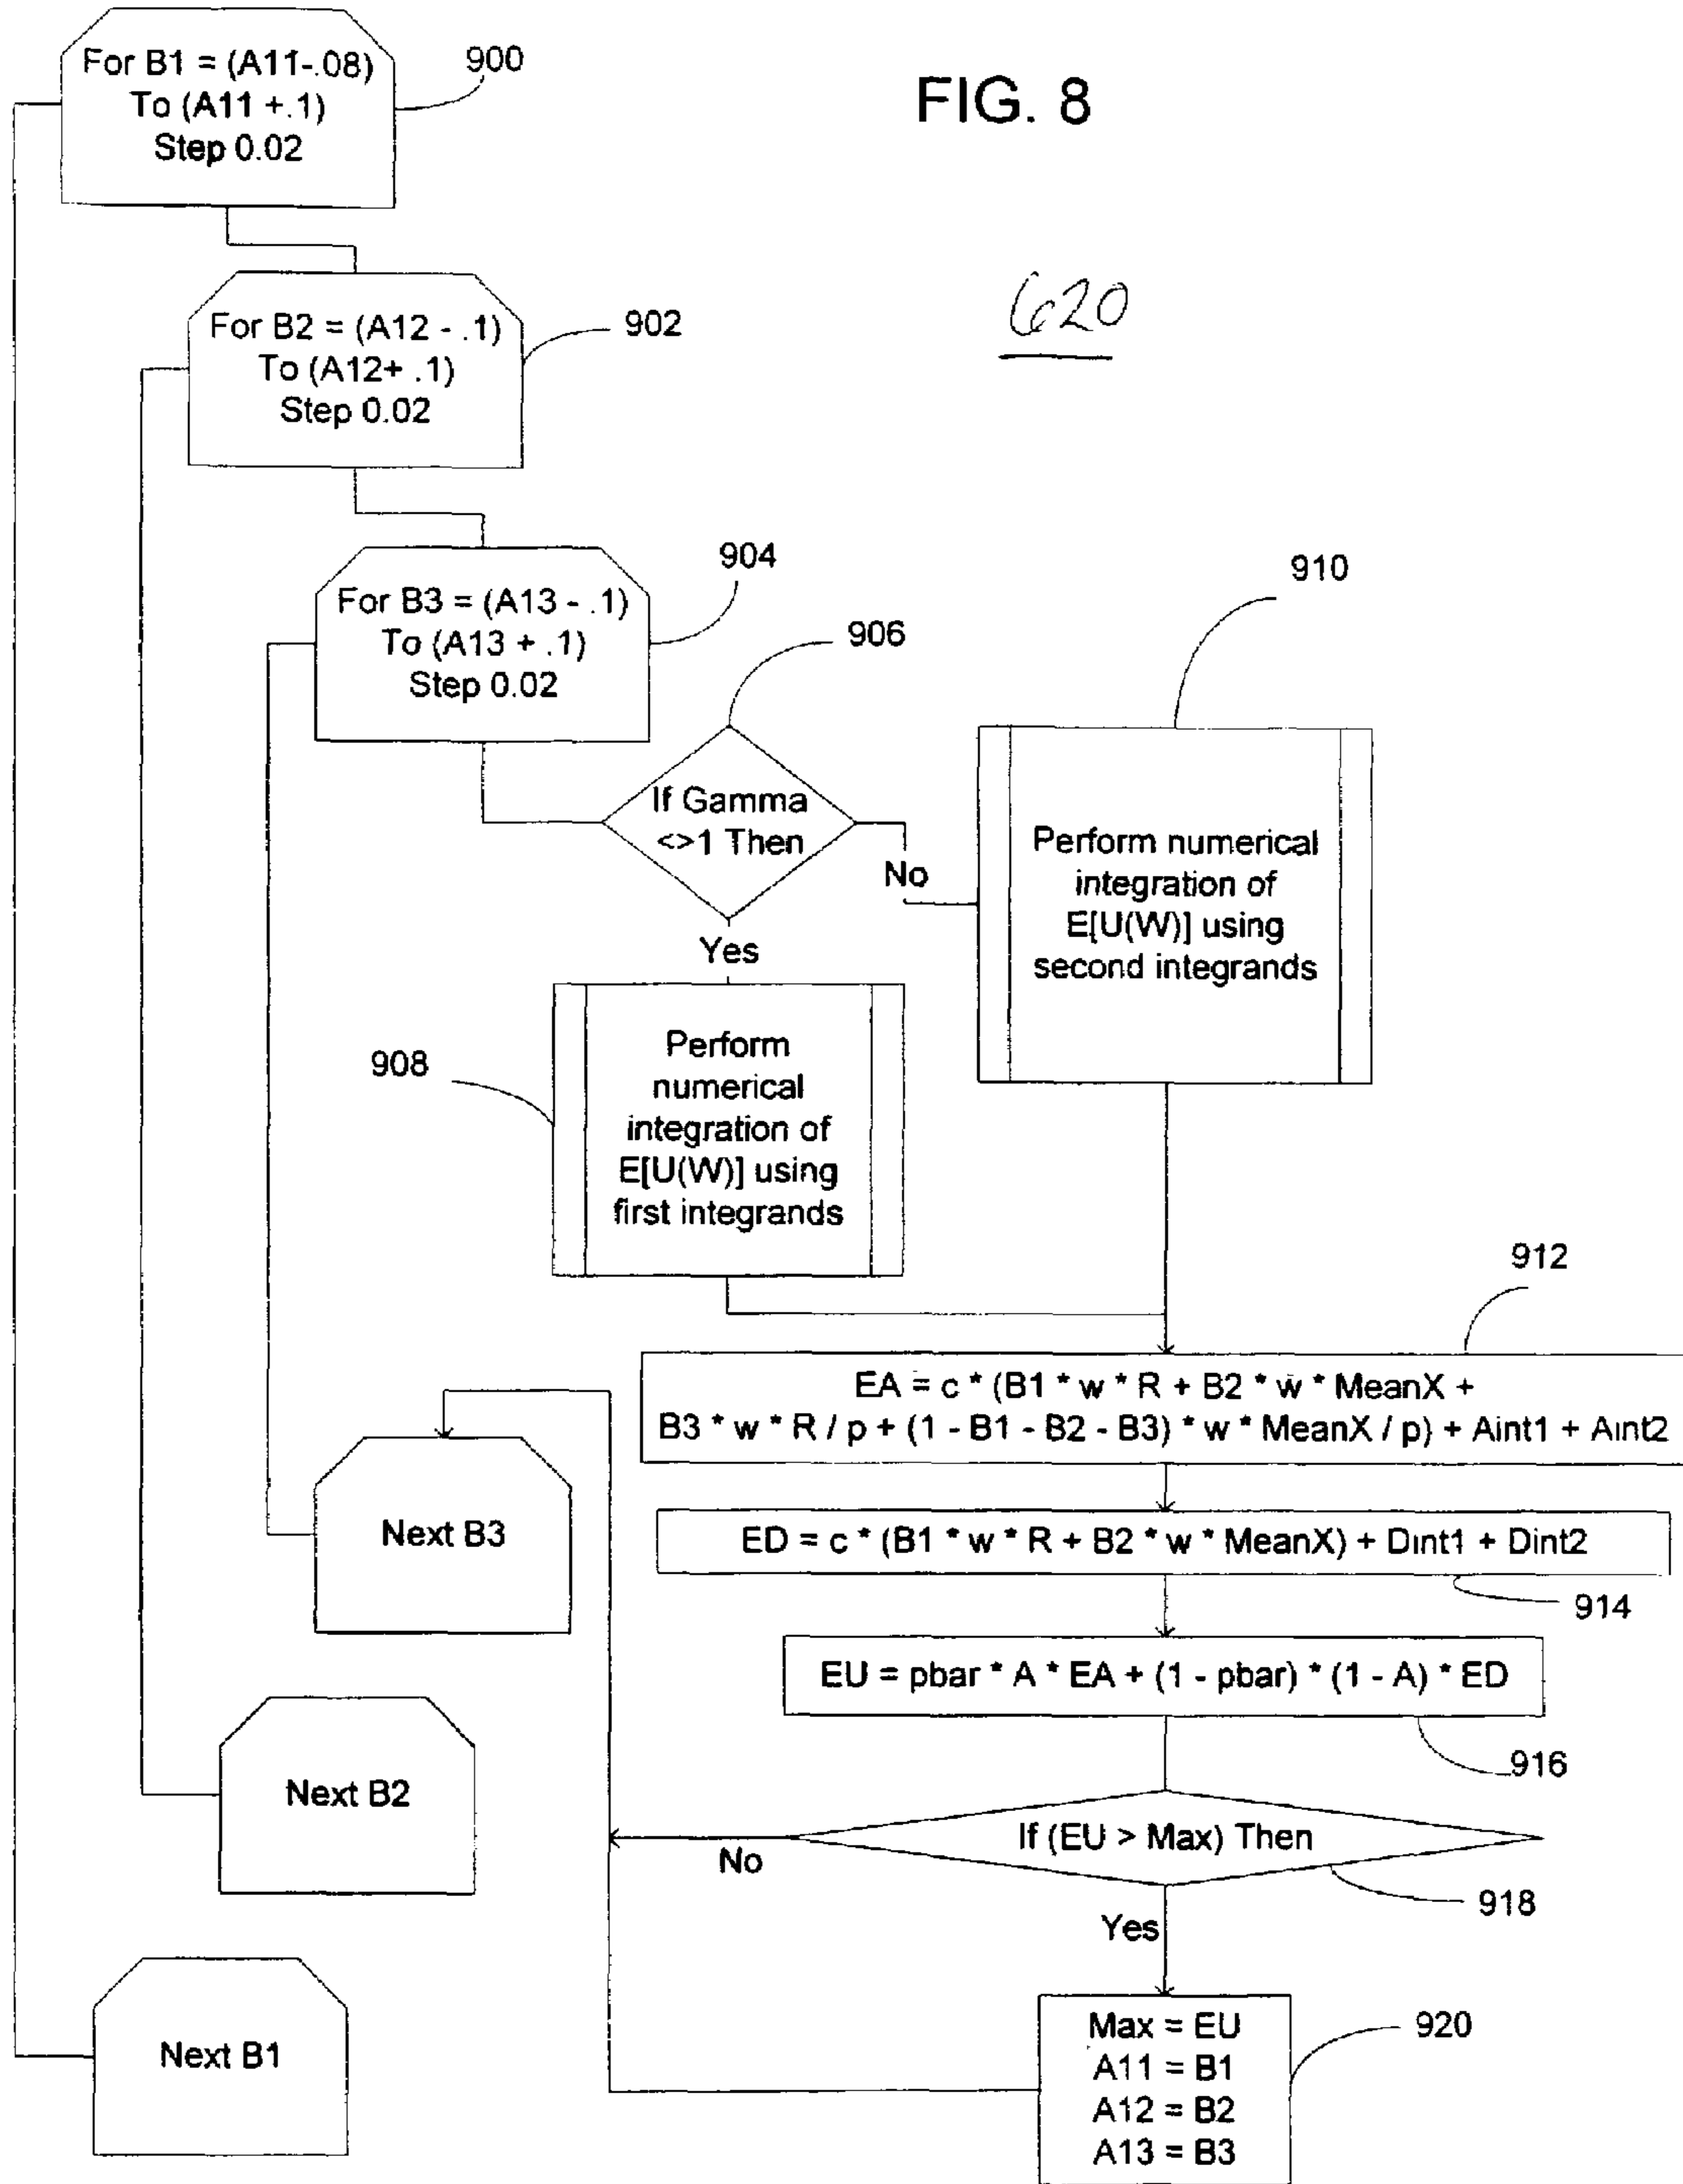 FIG. 8
620
For B1 = (A11-.08)
To (A11 +.1)
Step 0.02
900
For B2 = (A12 - .1)
To (A12+ .1)
Step 0.02
902
For B3 = (A13 - .1)
To (A13 + .1)
Step 0.02
904
If Gamma
<>1 Then
906
No
Yes
Perform numerical
integration of
E[U(W)] using
second integrands
910
Perform
numerical
integration of
E[U(W)] using
first integrands
908
912
EA = c * (B1 * w * R + B2 * w * MeanX +
B3 * w * R / p + (1 - B1 - B2 - B3) * w * MeanX / p) + Aint1 + Aint2
ED = c * (B1 * w * R + B2 * w * MeanX) + Dint1 + Dint2
914
EU = pbar * A * EA + (1 - pbar) * (1 - A) * ED
916
If (EU > Max) Then
918
No
Yes
Max = EU
A11 = B1
A12 = B2
A13 = B3
920
Next B3
Next B2
Next B1